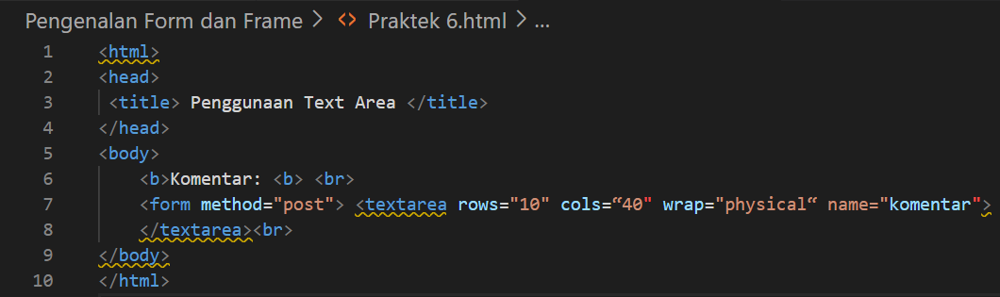 Pengenalan Form dan Frame > <> Praktek 6.html > ...
1 <html>
2 <head>
3 <title> Penggunaan Text Area </title>
4 </head>
5 <body>
6 <b>Komentar: <b> <br>
7 <form method="post"> <textarea rows="10" cols=“40" wrap="physical“ name="komentar">
8 </textarea><br>
9 </body>
10 </html>